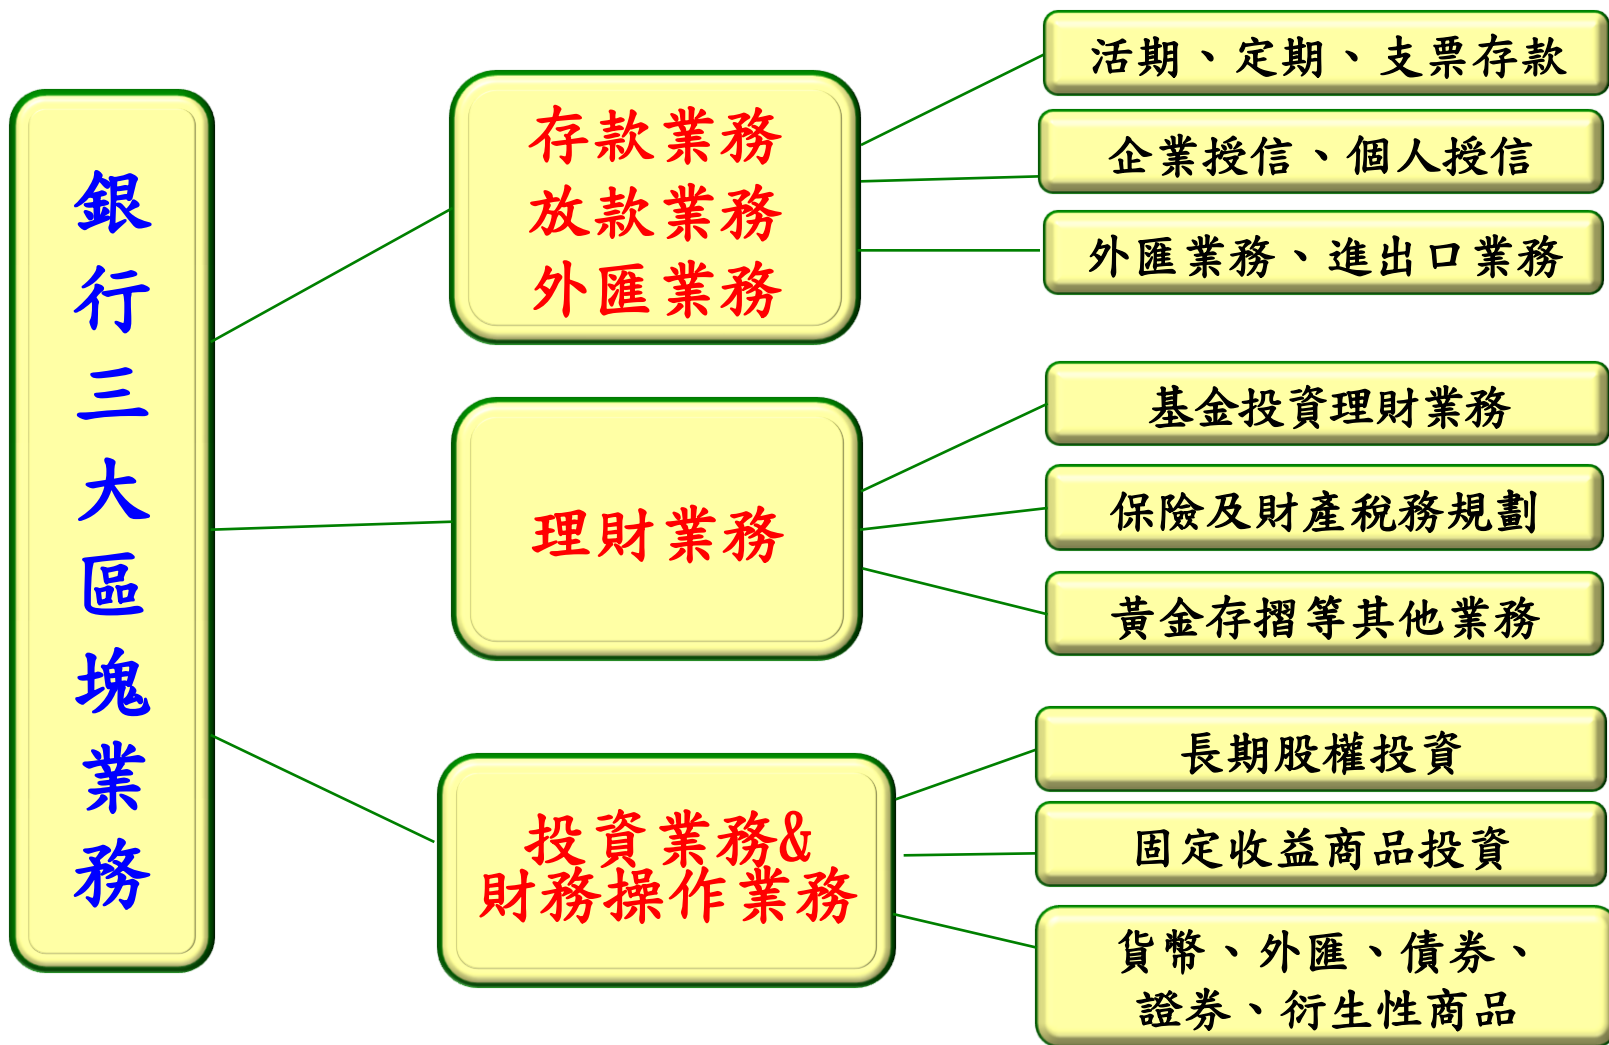 銀行三大區塊業務
存款業務
放款業務
外匯業務
活期、定期、支票存款
企業授信、個人授信
外匯業務、進出口業務
理財業務
基金投資理財業務
保險及財產稅務規劃
黃金存摺等其他業務
投資業務&
財務操作業務
長期股權投資
固定收益商品投資
貨幣、外匯、債券、
證券、衍生性商品